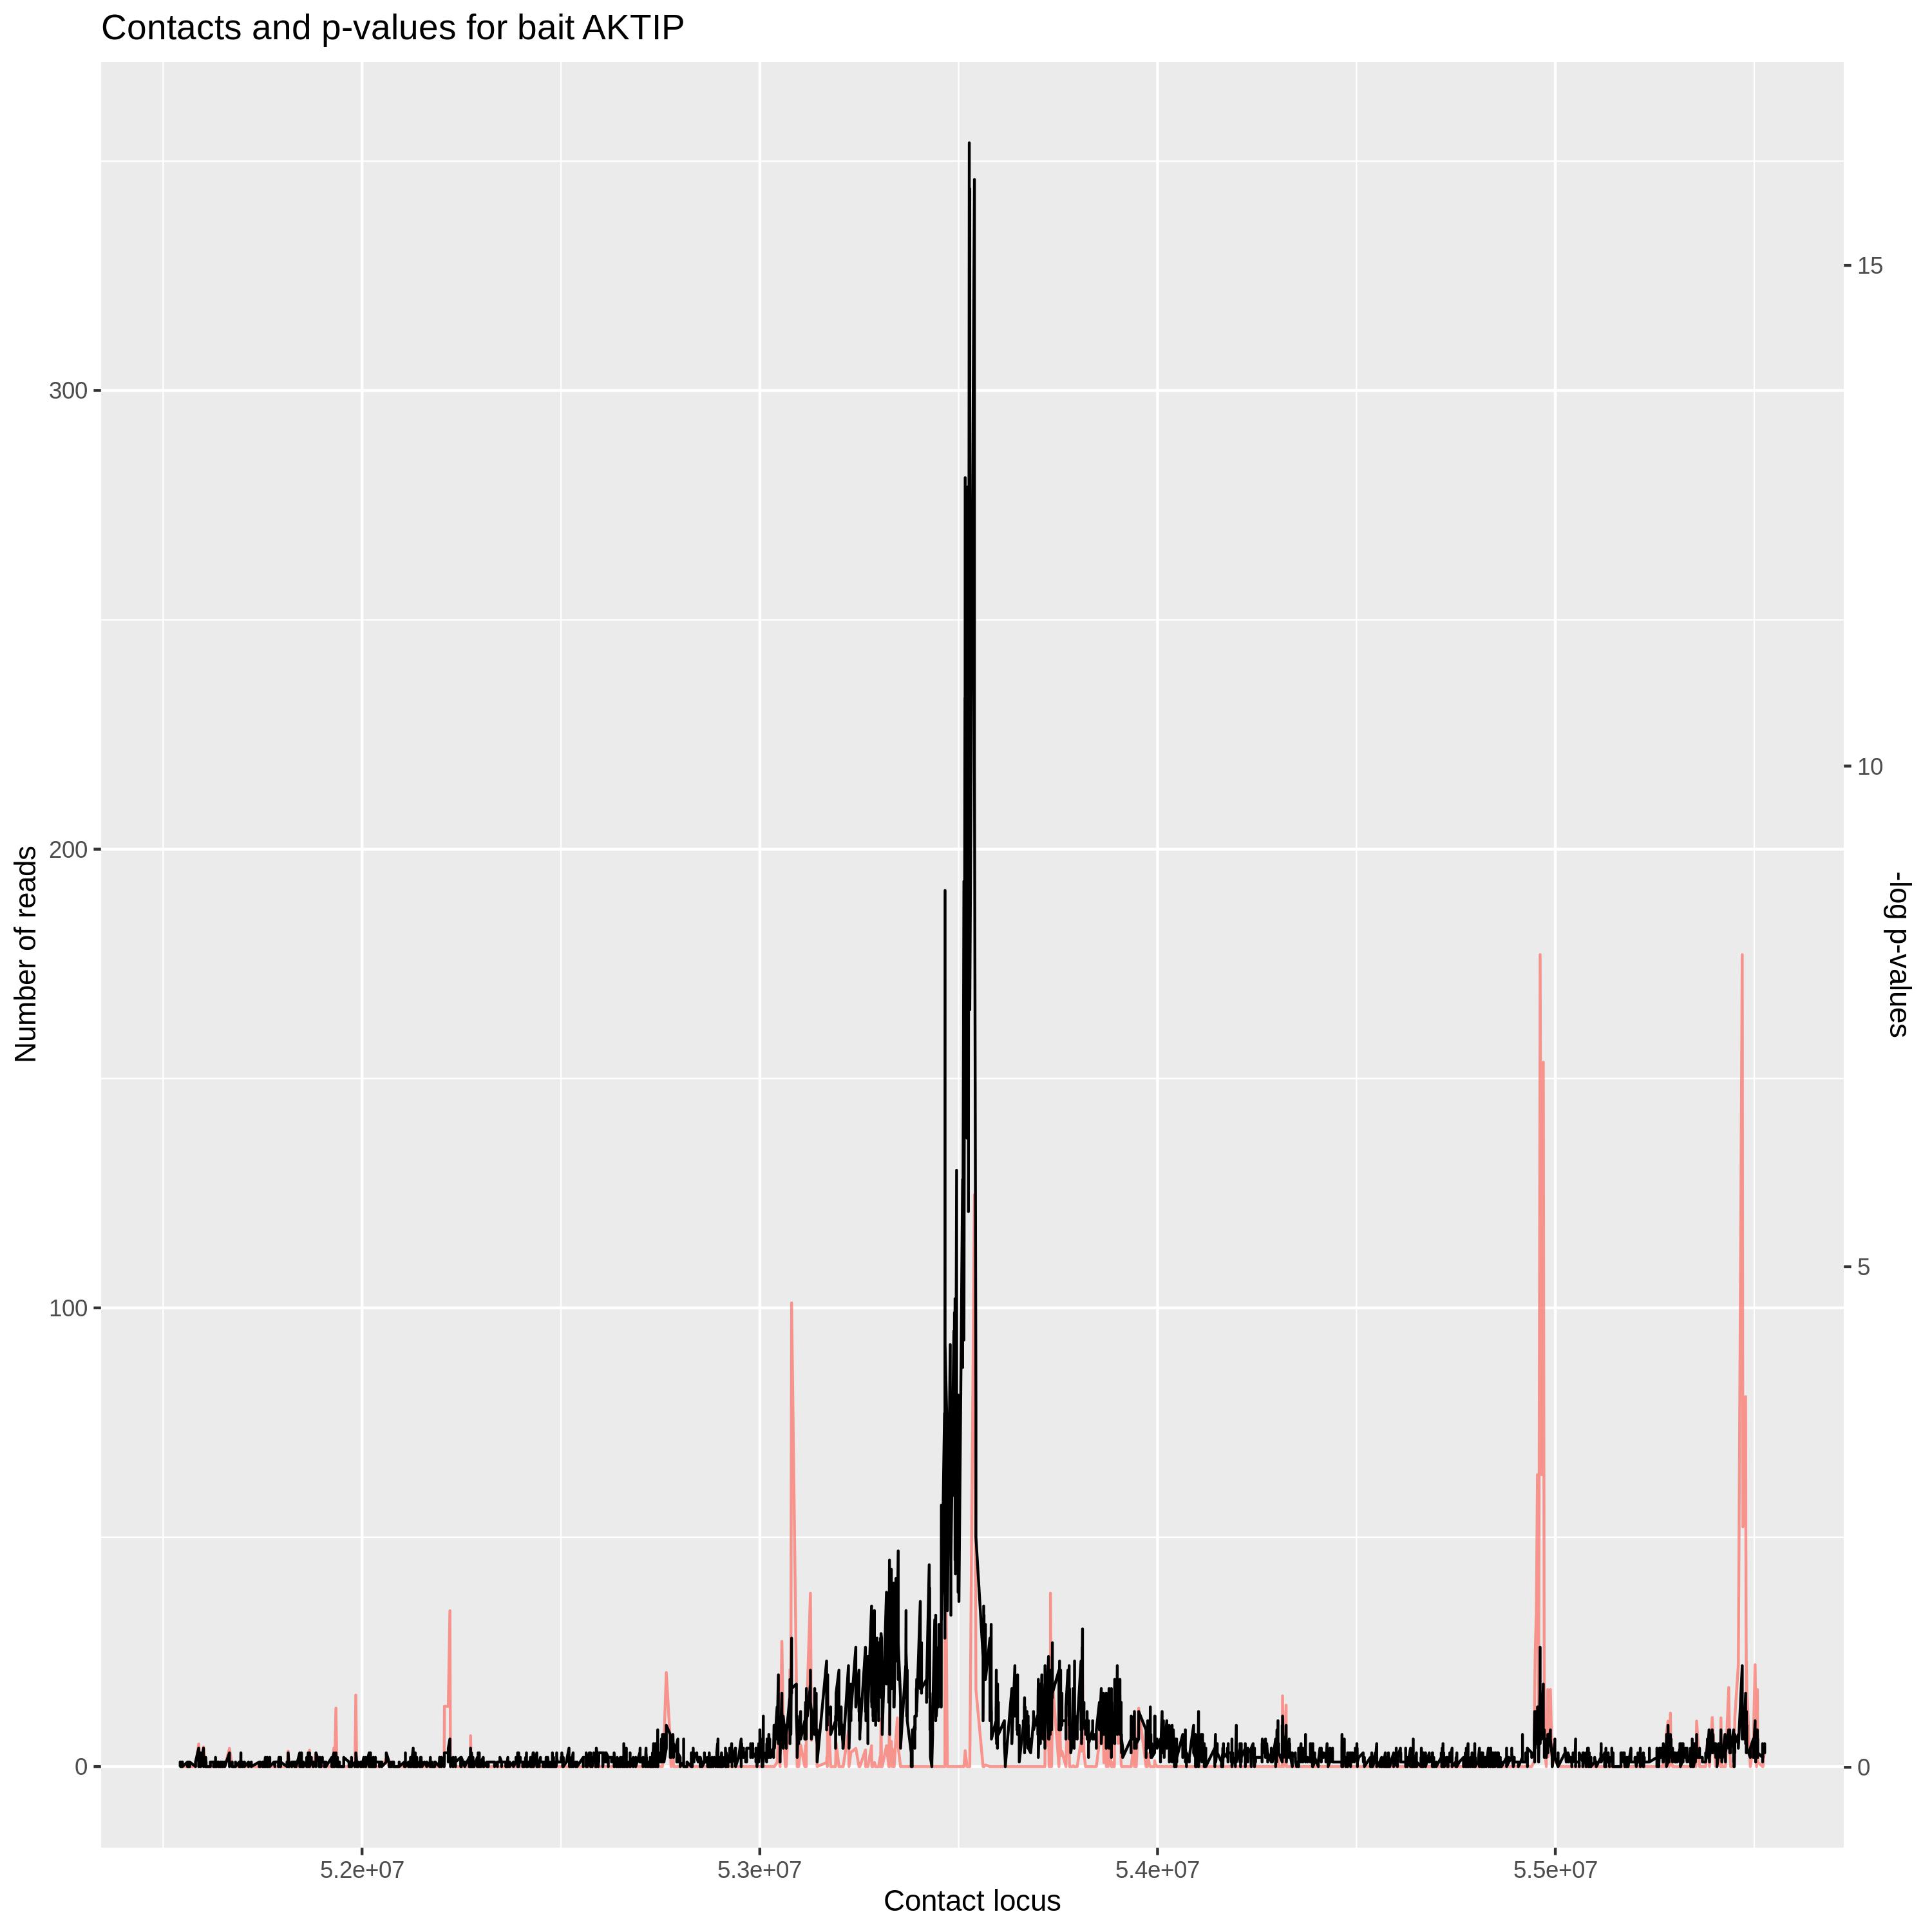 Contacts and p-values for bait AKTIP
Number of reads
300
200
100
0
15
10
5
0
-log p-values
5.2e+07
5.3e+07
5.4e+07
5.5e+07
Contact locus